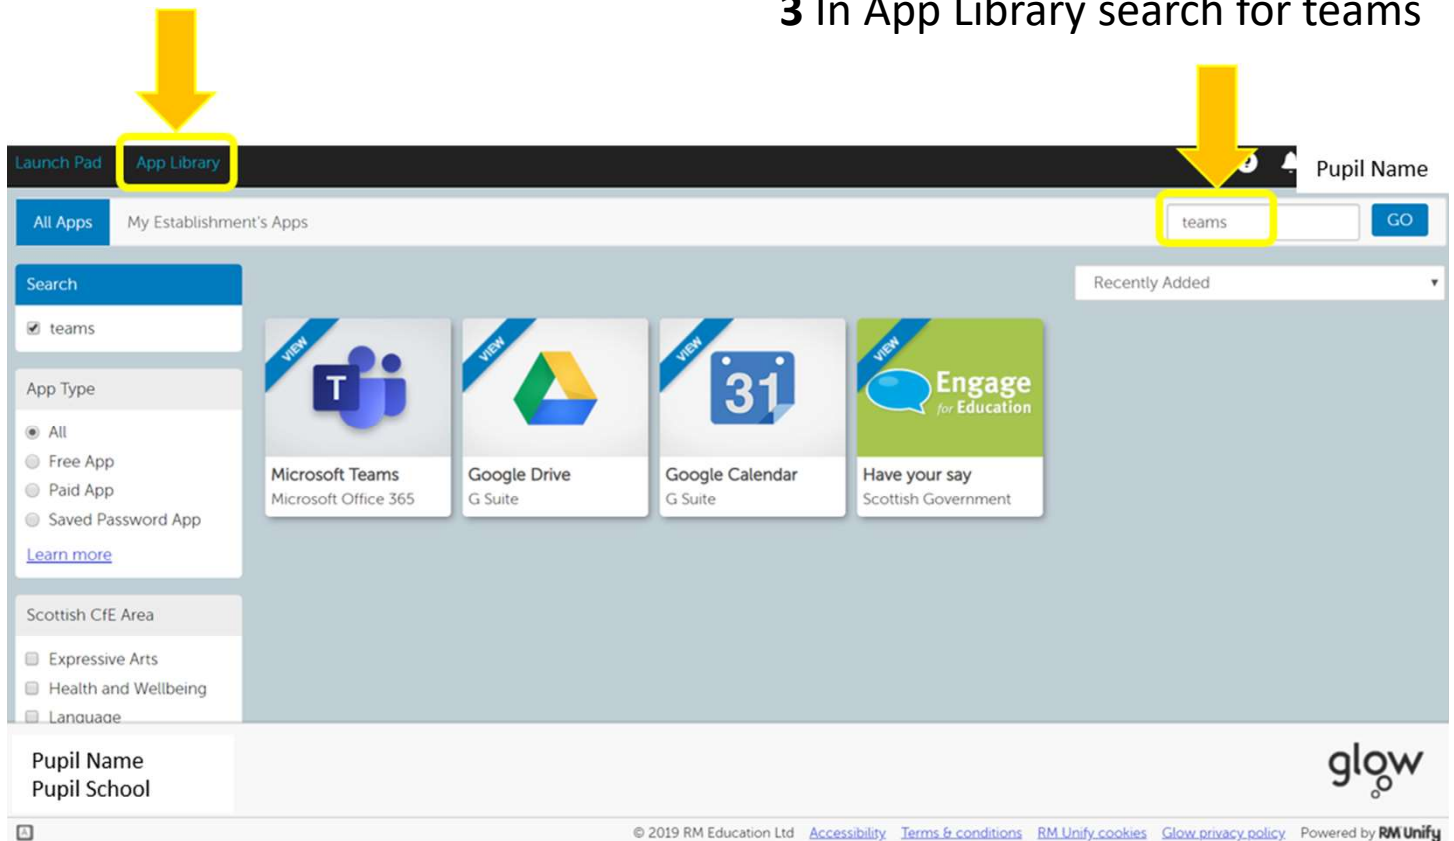 3 In App Library search for teams
Launch Pad App Library
? Pupil Name
All Apps My Establishment's Apps teams GO
Search
Recently Added
teams
App Type
All
Free App
Paid App
Saved Password App
Learn more
VIEW VIEW VIEW VIEW
T 31 Engage
for Education
Microsoft Teams Google Drive Google Calendar Have your say
Microsoft Office 365 G Suite G Suite Scottish Government
Scottish CfE Area
Expressive Arts
Health and Wellbeing
Language
Pupil Name
Pupil School
glow
A © 2019 RM Education Ltd Accessibility Terms & conditions RM Unify cookies Glow privacy policy Powered by RM Unify